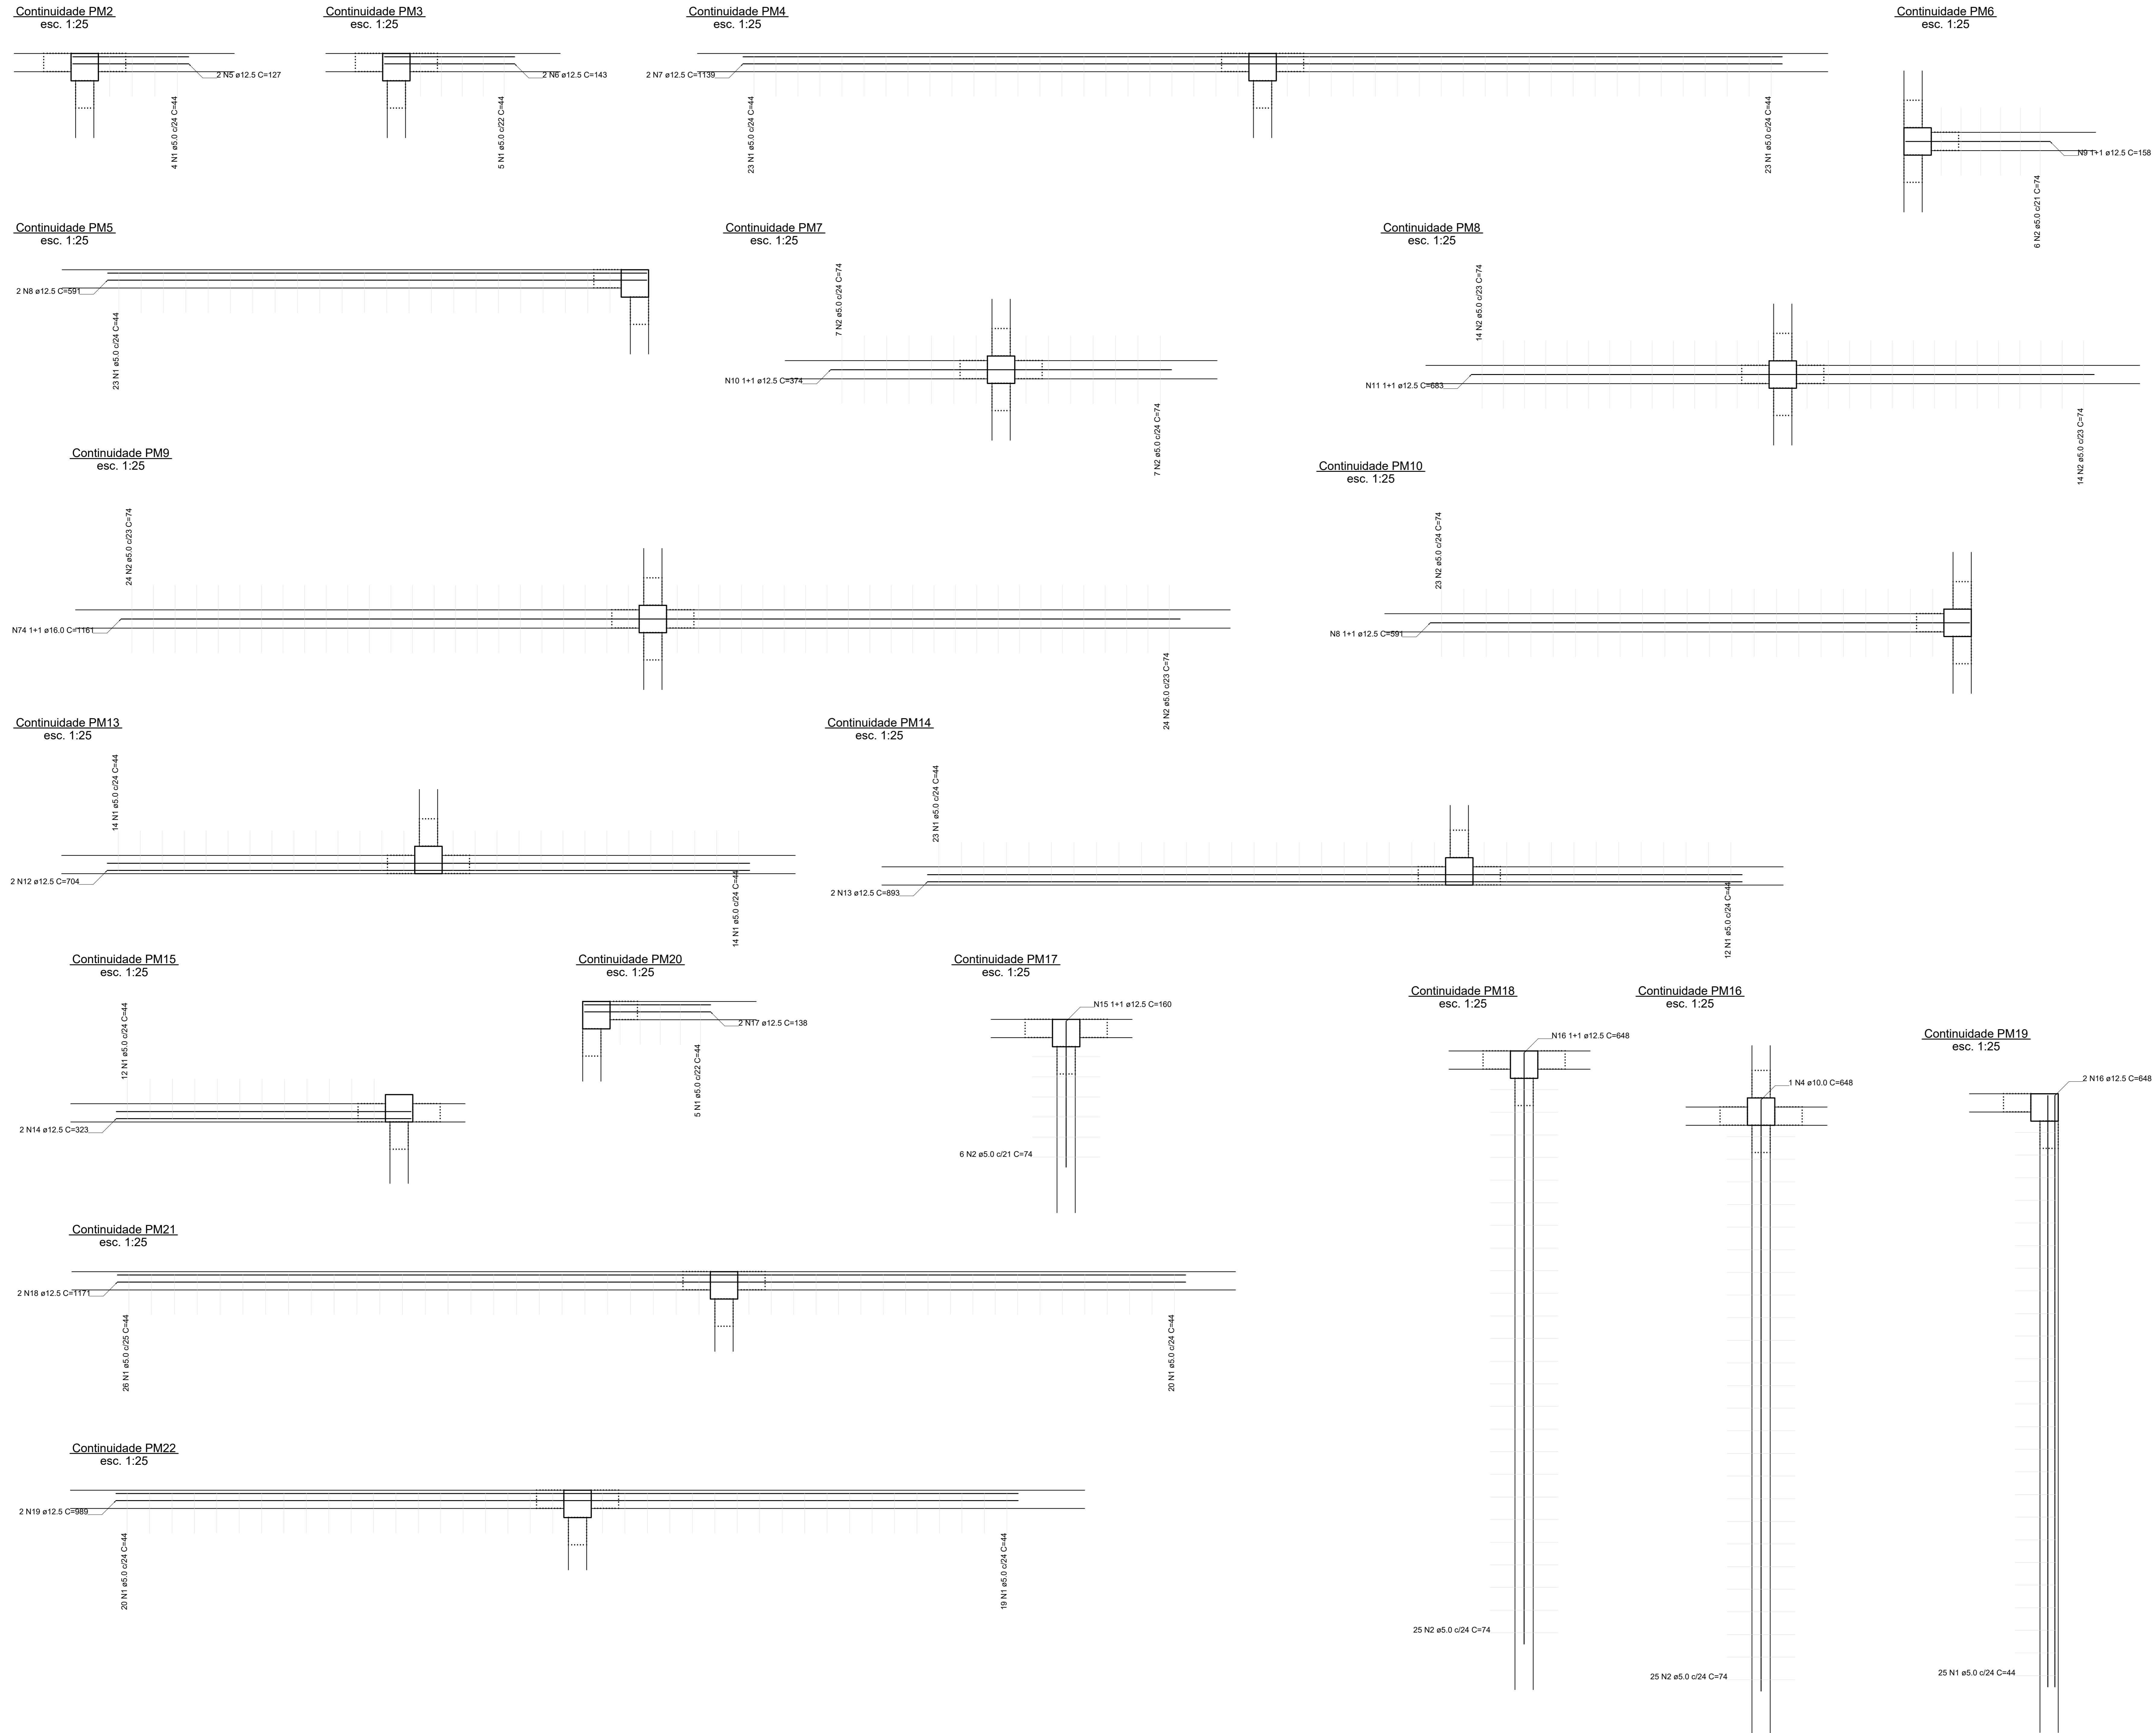 Continuidade PM2
esc. 1:25
2 N5 ø12.5 C=127
4 N1 ø5.0 c/24 C=44
Continuidade PM3
esc. 1:25
2 N6 ø12.5 C=143
5 N1 ø5.0 c/22 C=44
Continuidade PM4
esc. 1:25
2 N7 ø12.5 C=1139
23 N1 ø5.0 c/24 C=44
23 N1 ø5.0 c/24 C=44
Continuidade PM6
esc. 1:25
N9 1+1 ø12.5 C=158
6 N2 ø5.0 c/21 C=74
Continuidade PM5
esc. 1:25
2 N8 ø12.5 C=591
23 N1 ø5.0 c/24 C=44
Continuidade PM7
esc. 1:25
7 N2 ø5.0 c/24 C=74
N10 1+1 ø12.5 C=374
7 N2 ø5.0 c/24 C=74
Continuidade PM8
esc. 1:25
14 N2 ø5.0 c/23 C=74
N11 1+1 ø12.5 C=683
14 N2 ø5.0 c/23 C=74
Continuidade PM9
esc. 1:25
24 N2 ø5.0 c/23 C=74
N74 1+1 ø16.0 C=1161
24 N2 ø5.0 c/23 C=74
Continuidade PM10
esc. 1:25
23 N2 ø5.0 c/24 C=74
N8 1+1 ø12.5 C=591
Continuidade PM13
esc. 1:25
14 N1 ø5.0 c/24 C=44
2 N12 ø12.5 C=704
14 N1 ø5.0 c/24 C=44
Continuidade PM14
esc. 1:25
23 N1 ø5.0 c/24 C=44
2 N13 ø12.5 C=893
12 N1 ø5.0 c/24 C=44
Continuidade PM15
esc. 1:25
12 N1 ø5.0 c/24 C=44
2 N14 ø12.5 C=323
Continuidade PM20
esc. 1:25
2 N17 ø12.5 C=138
5 N1 ø5.0 c/22 C=44
Continuidade PM17
esc. 1:25
N15 1+1 ø12.5 C=160
6 N2 ø5.0 c/21 C=74
Continuidade PM18
esc. 1:25
N16 1+1 ø12.5 C=648
25 N2 ø5.0 c/24 C=74
Continuidade PM16
esc. 1:25
1 N4 ø10.0 C=648
25 N2 ø5.0 c/24 C=74
Continuidade PM19
esc. 1:25
2 N16 ø12.5 C=648
25 N1 ø5.0 c/24 C=44
Continuidade PM21
esc. 1:25
2 N18 ø12.5 C=1171
26 N1 ø5.0 c/25 C=44
20 N1 ø5.0 c/24 C=44
Continuidade PM22
esc. 1:25
2 N19 ø12.5 C=989
20 N1 ø5.0 c/24 C=44
19 N1 ø5.0 c/24 C=44